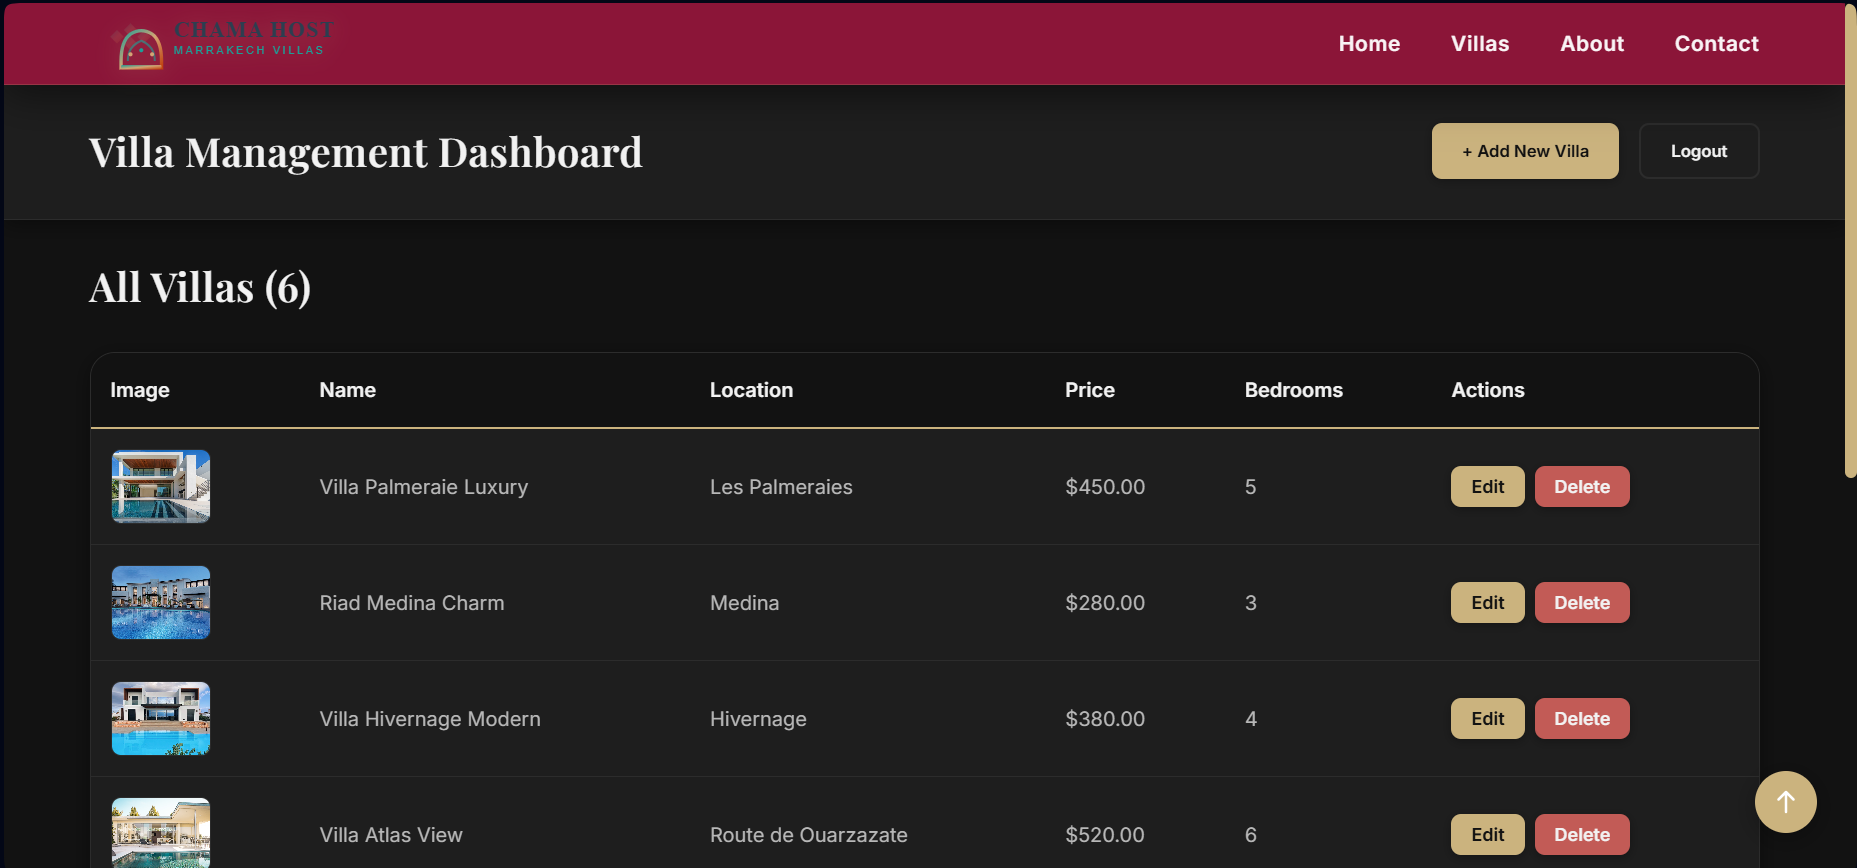 CHAMA HOST
MARRAKECH VILLAS
Home Villas About Contact
Villa Management Dashboard
+ Add New Villa
Logout
All Villas (6)
Image Name Location Price Bedrooms Actions
Villa Palmeraie Luxury Les Palmeraies $450.00 5 Edit Delete
Riad Medina Charm Medina $280.00 3 Edit Delete
Villa Hivernage Modern Hivernage $380.00 4 Edit Delete
Villa Atlas View Route de Ouarzazate $520.00 6 Edit Delete